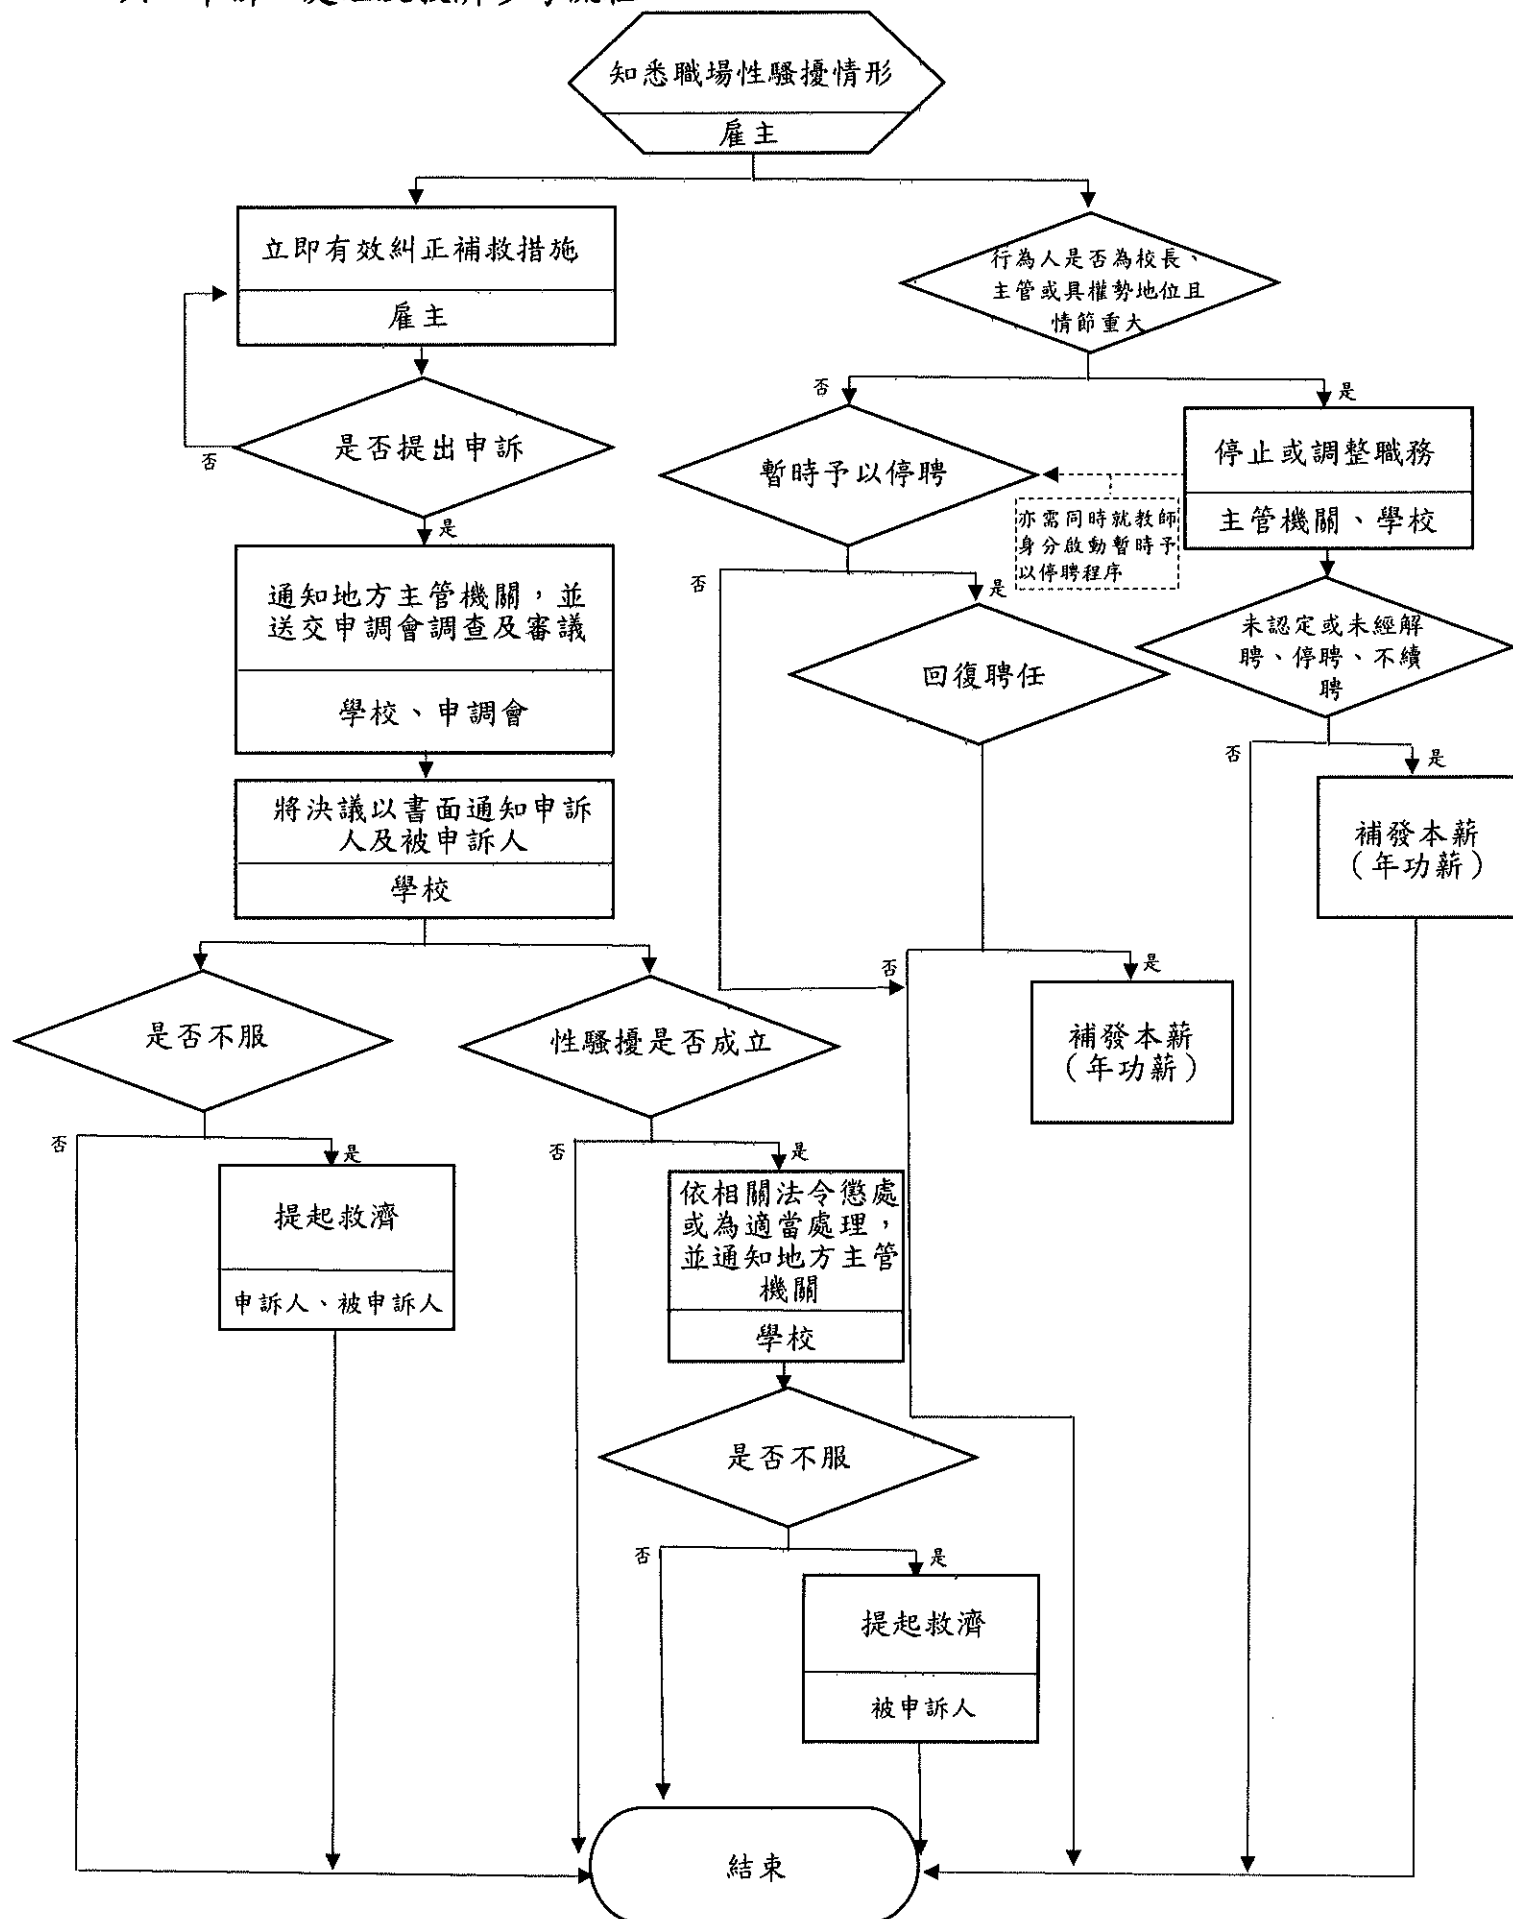 知悉職場性騷擾情形
雇主
立即有效糾正補救措施
雇主
行為人是否為校長、
主管或具權勢地位且
情節重大
是否提出申訴
否
是
否
是
暫時予以停聘
停止或調整職務
主管機關、學校
亦需同時就教師
身分啟動暫時予
以停聘程序
通知地方主管機關，並
送交申調會調查及審議
學校、申調會
否
是
回復聘任
未認定或未經解
聘、停聘、不續
聘
否
是
將決議以書面通知申訴
人及被申訴人
學校
補發本薪
（年功薪）
否
是
補發本薪
（年功薪）
是否不服
性騷擾是否成立
否
是
否
是
提起救濟
申訴人、被申訴人
依相關法令懲處
或為適當處理，
並通知地方主管
機關
學校
是否不服
否
是
提起救濟
被申訴人
結束